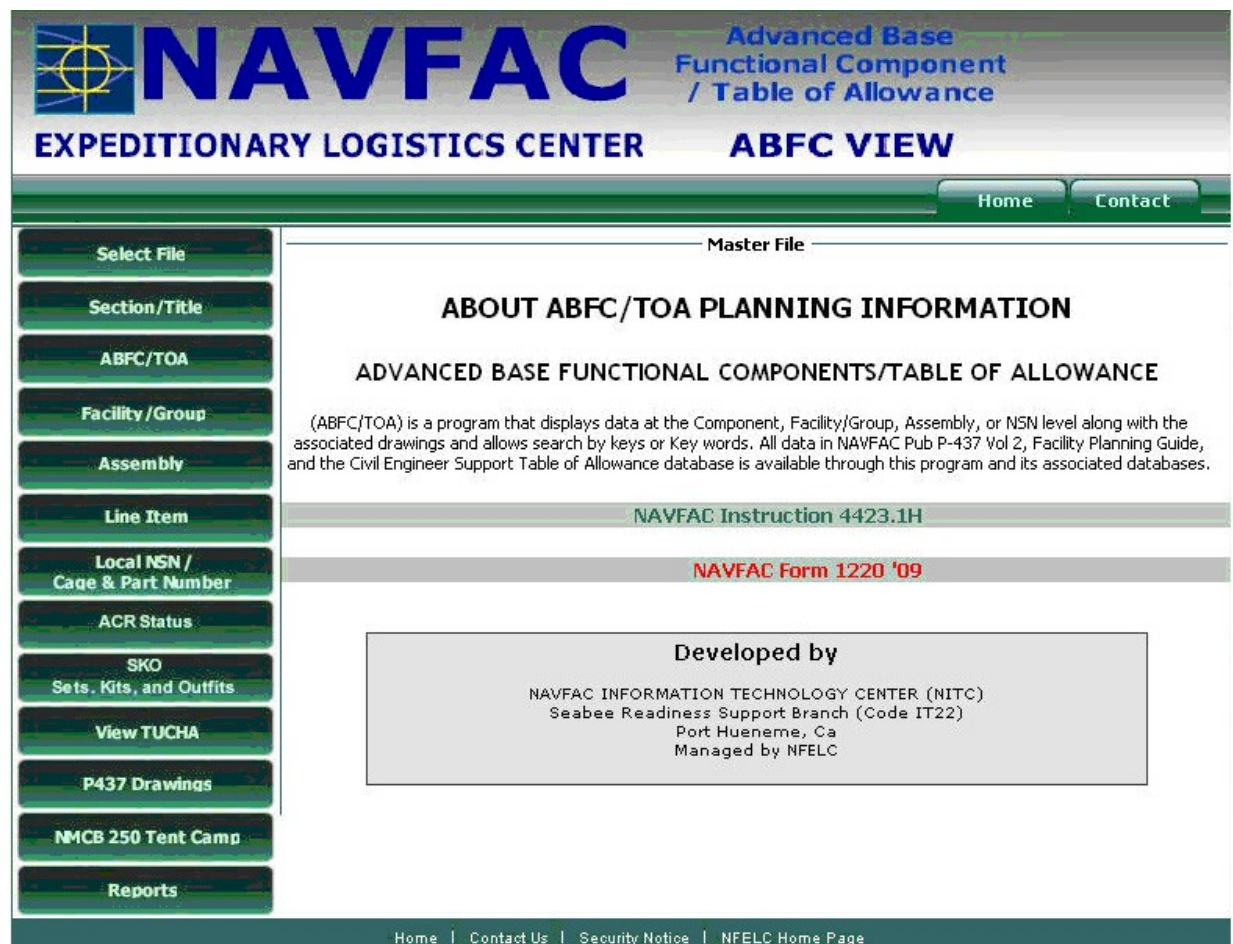 NAVFAC
Advanced Base
Functional Component
/ Table of Allowance
EXPEDITIONARY LOGISTICS CENTER
ABFC VIEW
Home
Contact
Select File
Section/Title
ABFC/TOA
Facility/Group
Assembly
Line Item
Local NSN /
Cage & Part Number
ACR Status
SKO
Sets. Kits, and Outfits
View TUCHA
P437 Drawings
NMCB 250 Tent Camp
Reports
Master File
ABOUT ABFC/TOA PLANNING INFORMATION
ADVANCED BASE FUNCTIONAL COMPONENTS/TABLE OF ALLOWANCE
(ABFC/TOA) is a program that displays data at the Component, Facility/Group, Assembly, or NSN level along with the
associated drawings and allows search by keys or Key words. All data in NAVFAC Pub P-437 Vol 2, Facility Planning Guide,
and the Civil Engineer Support Table of Allowance database is available through this program and its associated databases.
NAVFAC Instruction 4423.1H
NAVFAC Form 1220 '09
Developed by
NAVFAC INFORMATION TECHNOLOGY CENTER (NITC)
Seabee Readiness Support Branch (Code IT22)
Port Hueneme, Ca
Managed by NFELC
Home | Contact Us | Security Notice | NFELC Home Page